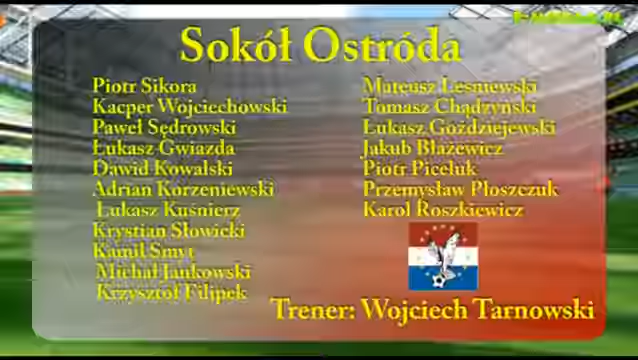 Sokół Ostróda
Piotr Sikora
Kacper Wojciechowski
Paweł Sędrowski
Łukasz Gwiazda
Dawid Kowalski
Adrian Korzeniewski
Łukasz Kuśnierz
Krystian Słowicki
Kamil Smyt
Michał Jankowski
Krzysztof Filipek
Mateusz Leśniewski
Tomasz Chądzyński
Łukasz Góździejewski
Jakub Błażewicz
Piotr Piceluk
Przemysław Płoszczuk
Karol Roszkiewicz
Trener: Wojciech Tarnowski